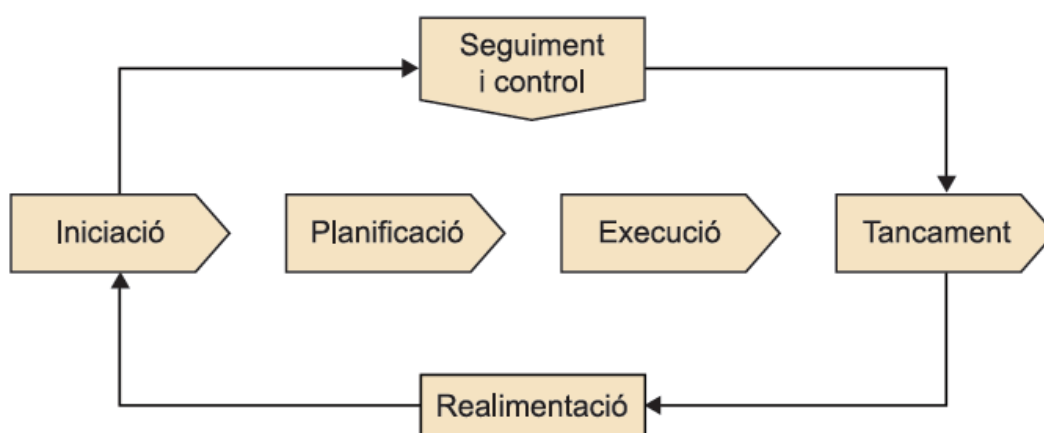 Seguiment
i control
Iniciació
Planificació
Execució
Tancament
Realimentació